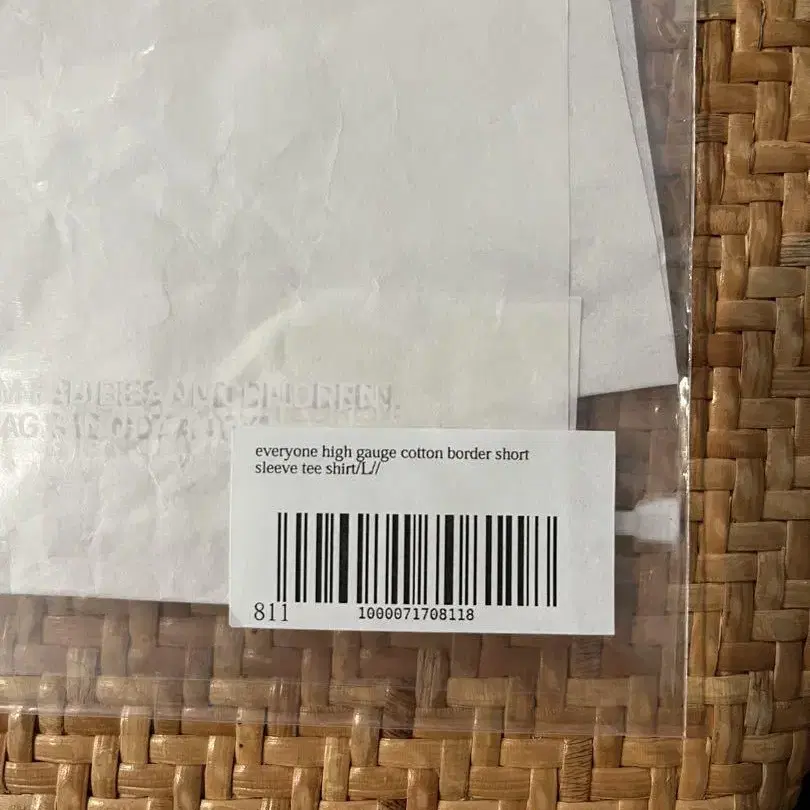 everyone high gauge cotton border short
sleeve tee shirt/L//
811
1000071708118